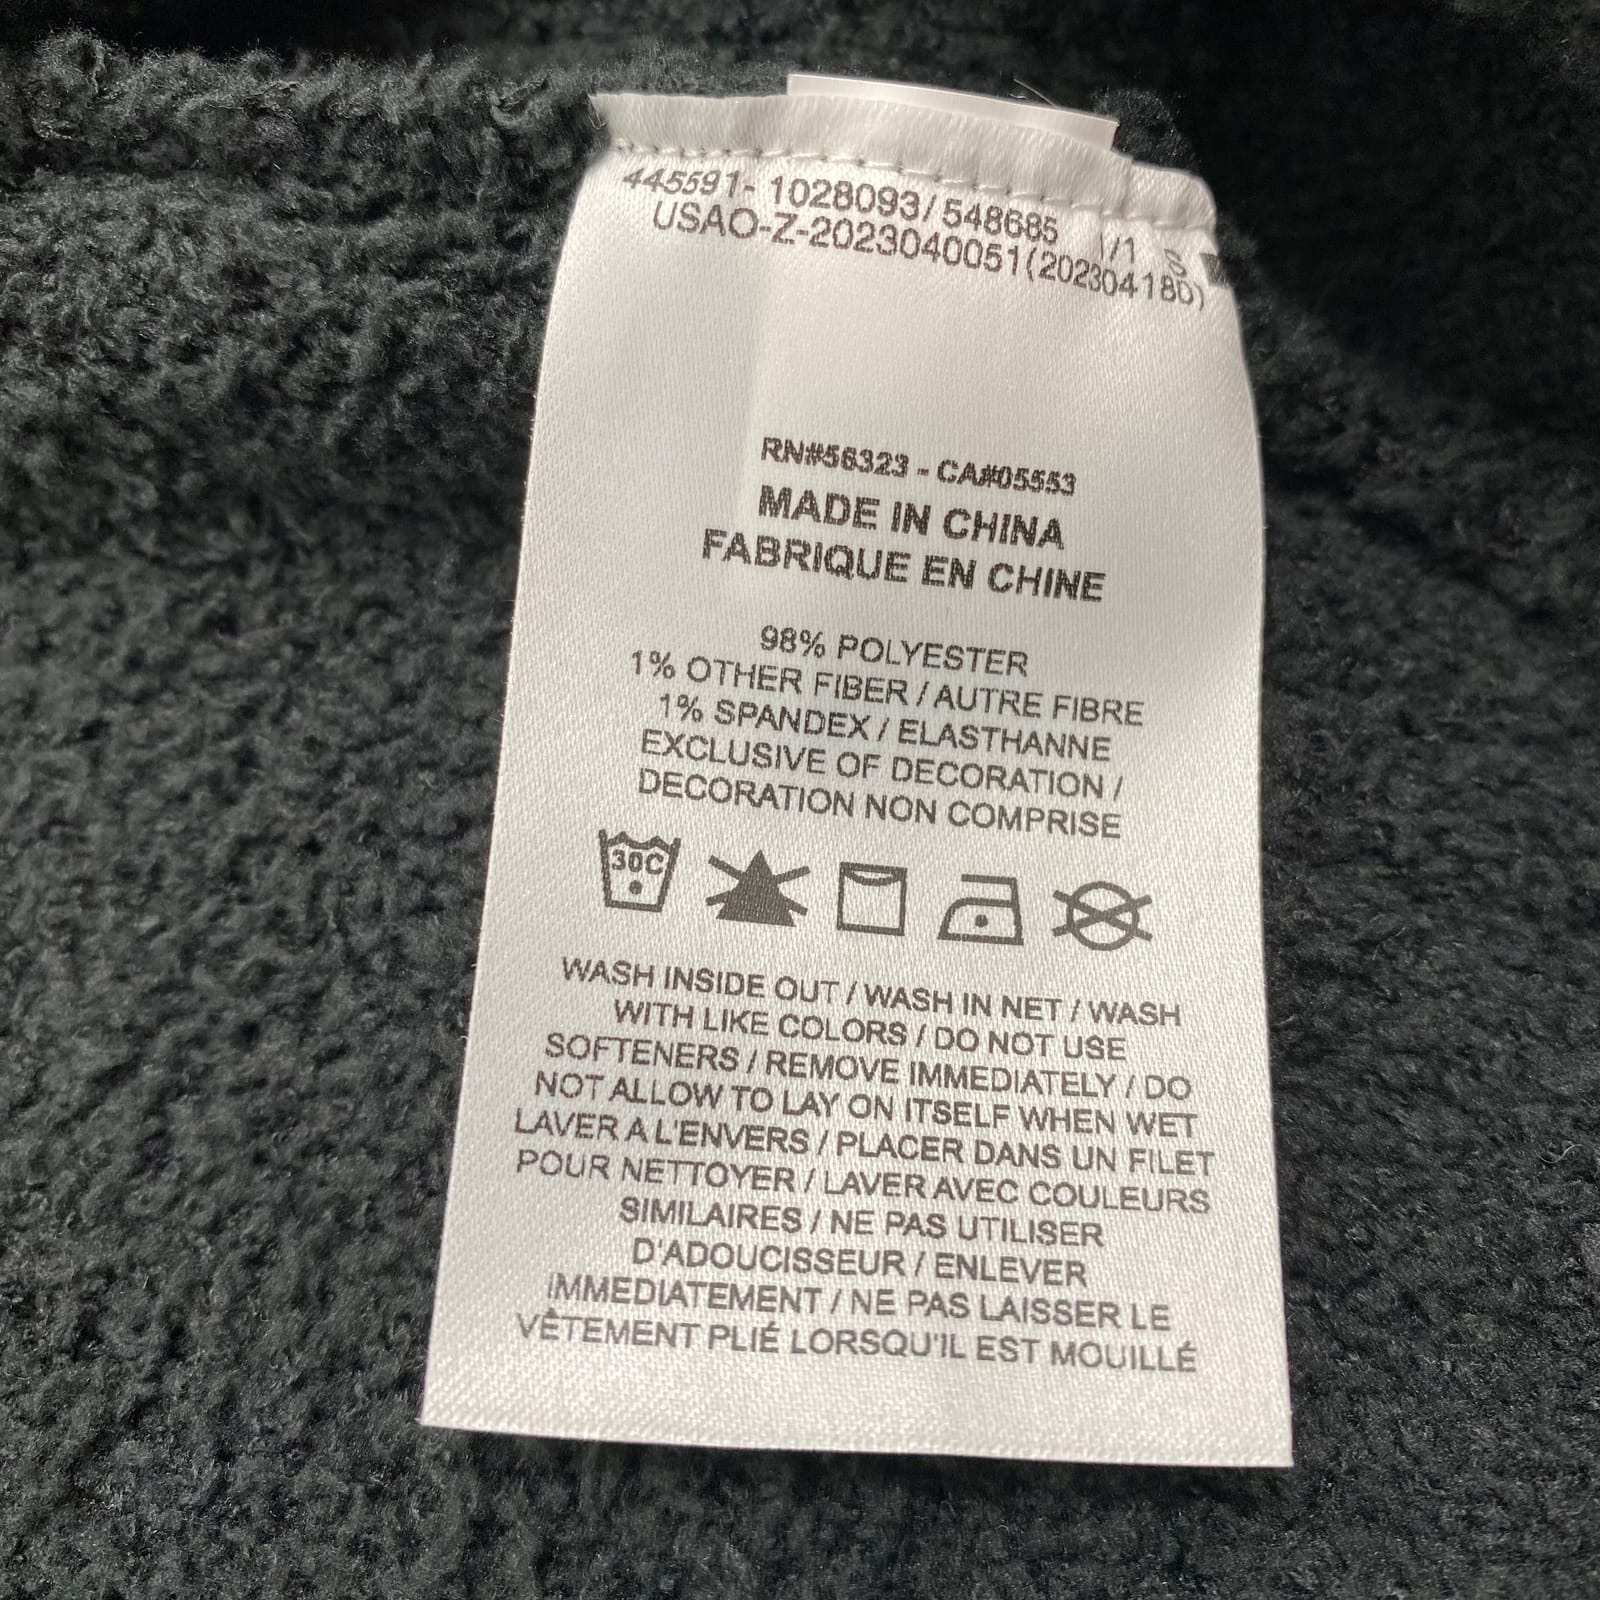 445591- 1028093/548685 1/1 S
USAO-Z-2023040051(20230418D)
RN#56323 - CA#05553
MADE IN CHINA
FABRIQUE EN CHINE
98% POLYESTER
1% OTHER FIBER / AUTRE FIBRE
1% SPANDEX / ELASTHANNE
EXCLUSIVE OF DECORATION /
DECORATION NON COMPRISE
30C
WASH INSIDE OUT / WASH IN NET / WASH
WITH LIKE COLORS / DO NOT USE
SOFTENERS / REMOVE IMMEDIATELY / DO
NOT ALLOW TO LAY ON ITSELF WHEN WET
LAVER A L'ENVERS / PLACER DANS UN FILET
POUR NETTOYER / LAVER AVEC COULEURS
SIMILAIRES / NE PAS UTILISER
D'ADOUCISSEUR / ENLEVER
IMMEDIATEMENT / NE PAS LAISSER LE
VÊTEMENT PLIÉ LORSQU'IL EST MOUILLÉ